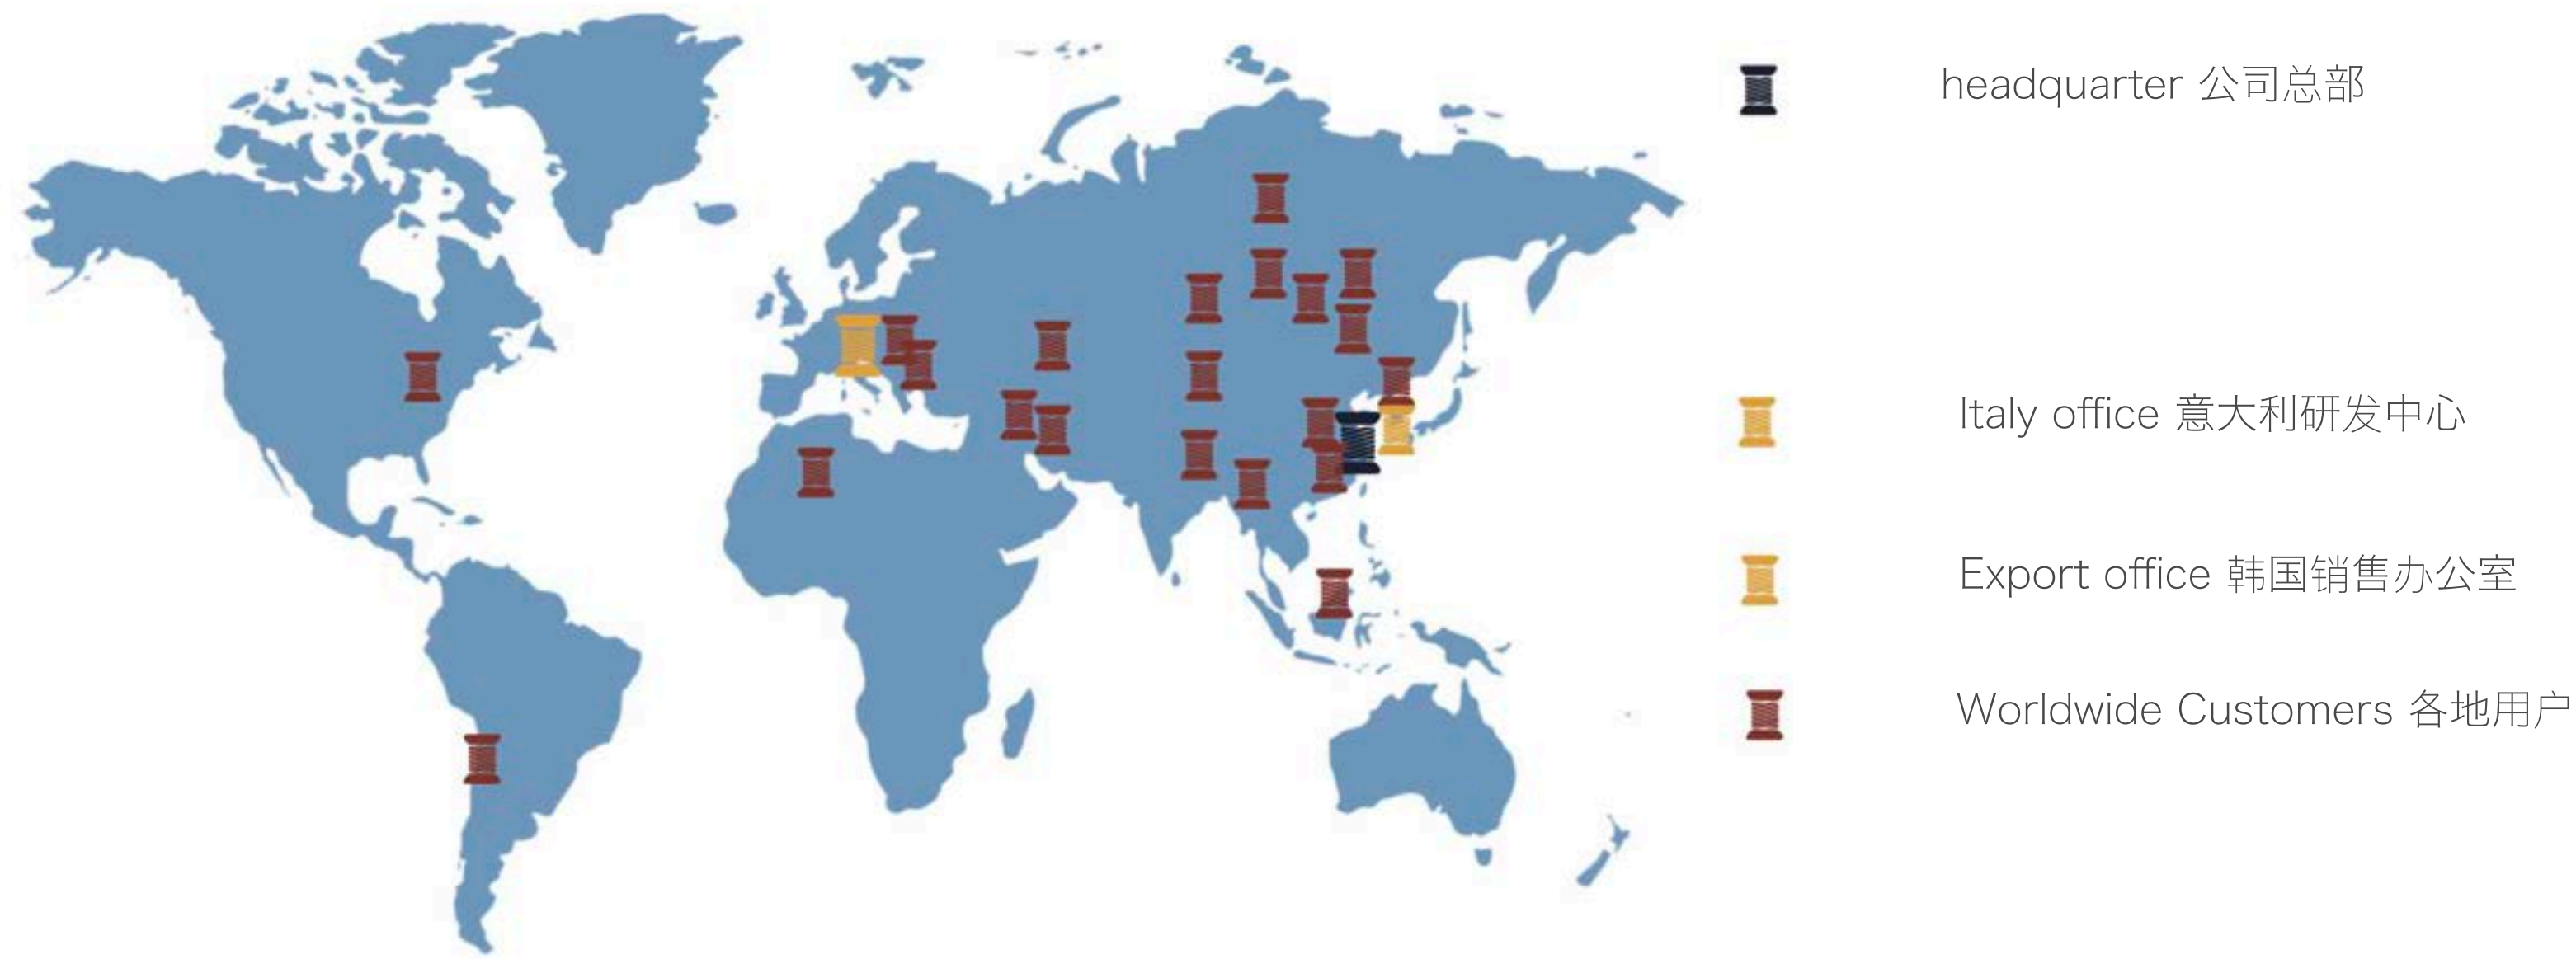 headquarter 公司总部
Italy office 意大利研发中心
Export office 韩国销售办公室
Worldwide Customers 各地用户